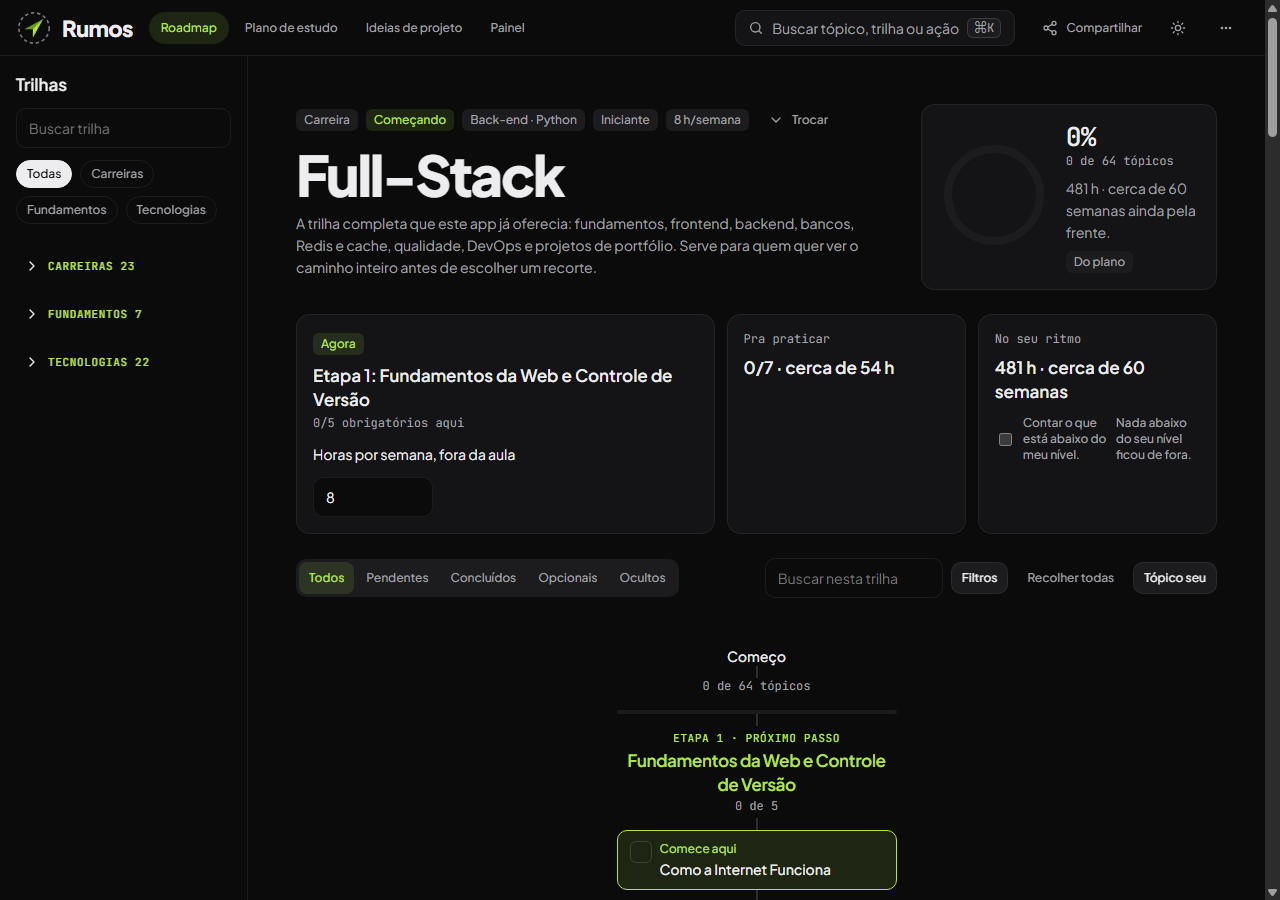 Rumos
Roadmap
Plano de estudo
Ideias de projeto
Painel
Buscar tópico, trilha ou ação
⌘K
Compartilhar
Trilhas
Buscar trilha
Todas
Carreiras
Fundamentos
Tecnologias
CARREIRAS 23
FUNDAMENTOS 7
TECNOLOGIAS 22
Carreira
Começando
Back-end · Python
Iniciante
8 h/semana
Trocar
Full-Stack
A trilha completa que este app já oferecia: fundamentos, frontend, backend, bancos,
Redis e cache, qualidade, DevOps e projetos de portfólio. Serve para quem quer ver o
caminho inteiro antes de escolher um recorte.
0%
0 de 64 tópicos
481 h · cerca de 60
semanas ainda pela
frente.
Do plano
Agora
Etapa 1: Fundamentos da Web e Controle de
Versão
0/5 obrigatórios aqui
Horas por semana, fora da aula
8
Pra praticar
0/7 · cerca de 54 h
No seu ritmo
481 h · cerca de 60
semanas
Contar o que
está abaixo do
meu nível.
Nada abaixo
do seu nível
ficou de fora.
Todos
Pendentes
Concluídos
Opcionais
Ocultos
Buscar nesta trilha
Filtros
Recolher todas
Tópico seu
Começo
0 de 64 tópicos
ETAPA 1 · PRÓXIMO PASSO
Fundamentos da Web e Controle
de Versão
0 de 5
Comece aqui
Como a Internet Funciona